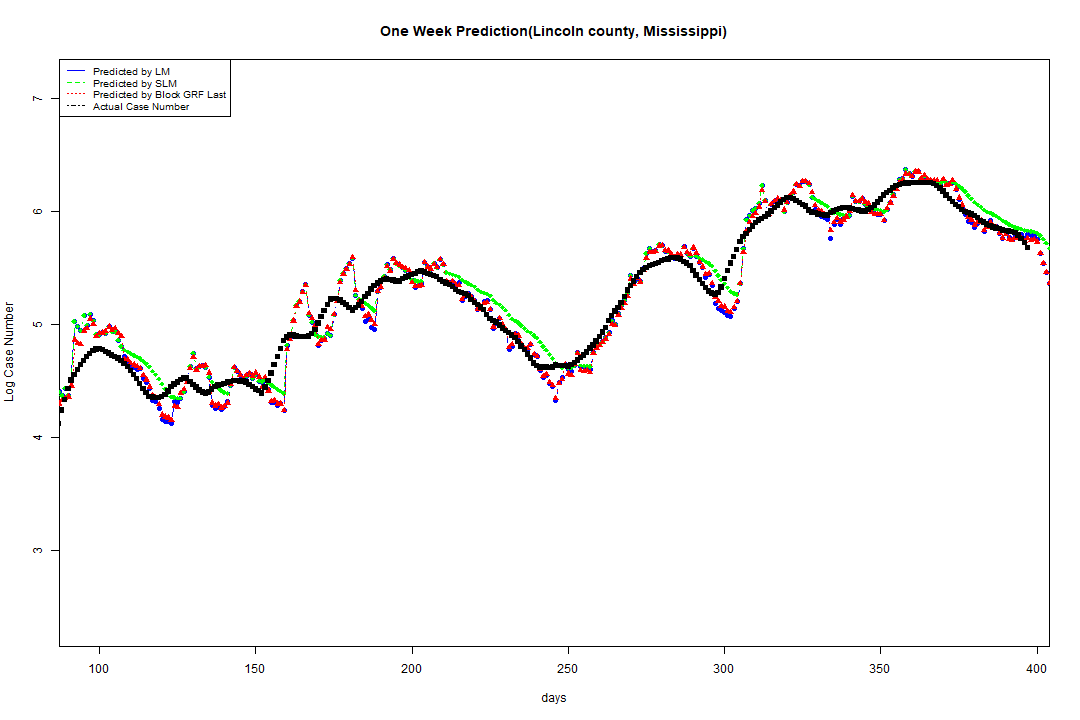 One Week Prediction(Lincoln county, Mississippi)
Predicted by LM
Predicted by SLM
Predicted by Block GRF Last
Actual Case Number
7
6
5
4
3
Log Case Number
100 150 200 250 300 350 400
days